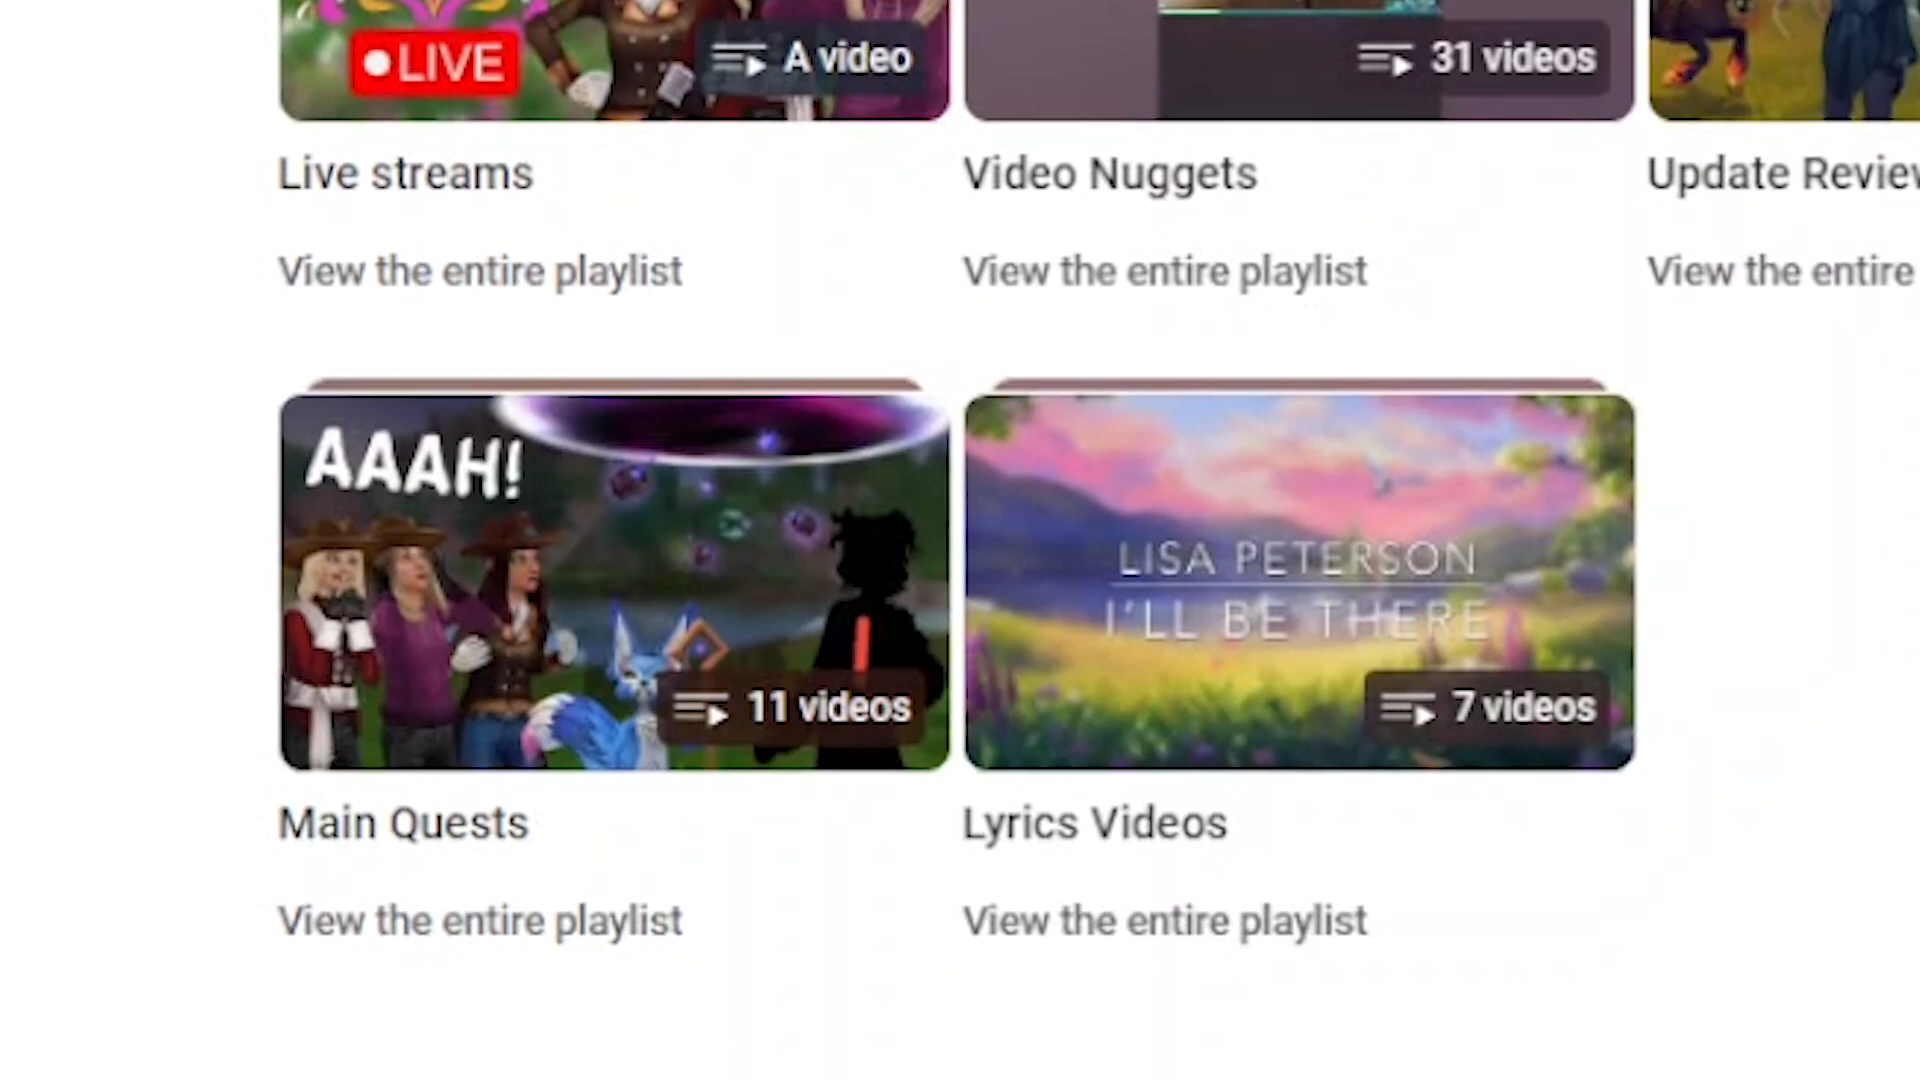 LIVE
A video
31 videos
Live streams
Video Nuggets
Update Review
View the entire playlist
View the entire playlist
View the entire
AAAH!
LISA PETERSON
I'LL BE THERE
11 videos
7 videos
Main Quests
Lyrics Videos
View the entire playlist
View the entire playlist